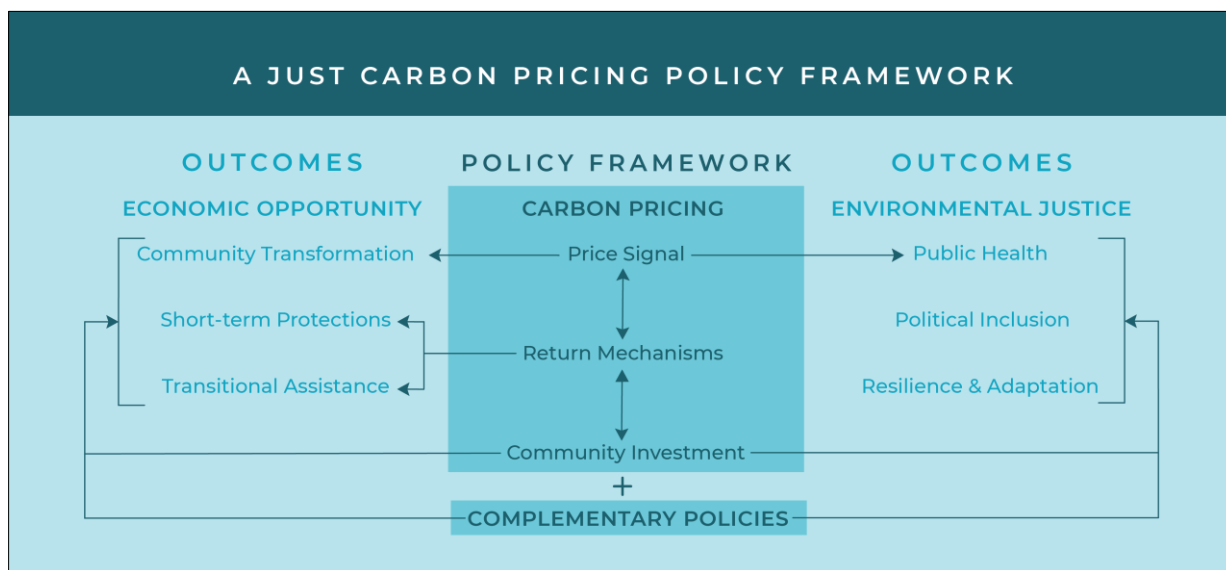 A JUST CARBON PRICING POLICY FRAMEWORK
OUTCOMES
POLICY FRAMEWORK
OUTCOMES
ECONOMIC OPPORTUNITY
CARBON PRICING
ENVIRONMENTAL JUSTICE
Community Transformation
Price Signal
Public Health
Short-term Protections
Political Inclusion
Return Mechanisms
Transitional Assistance
Resilience & Adaptation
Community Investment
+
COMPLEMENTARY POLICIES